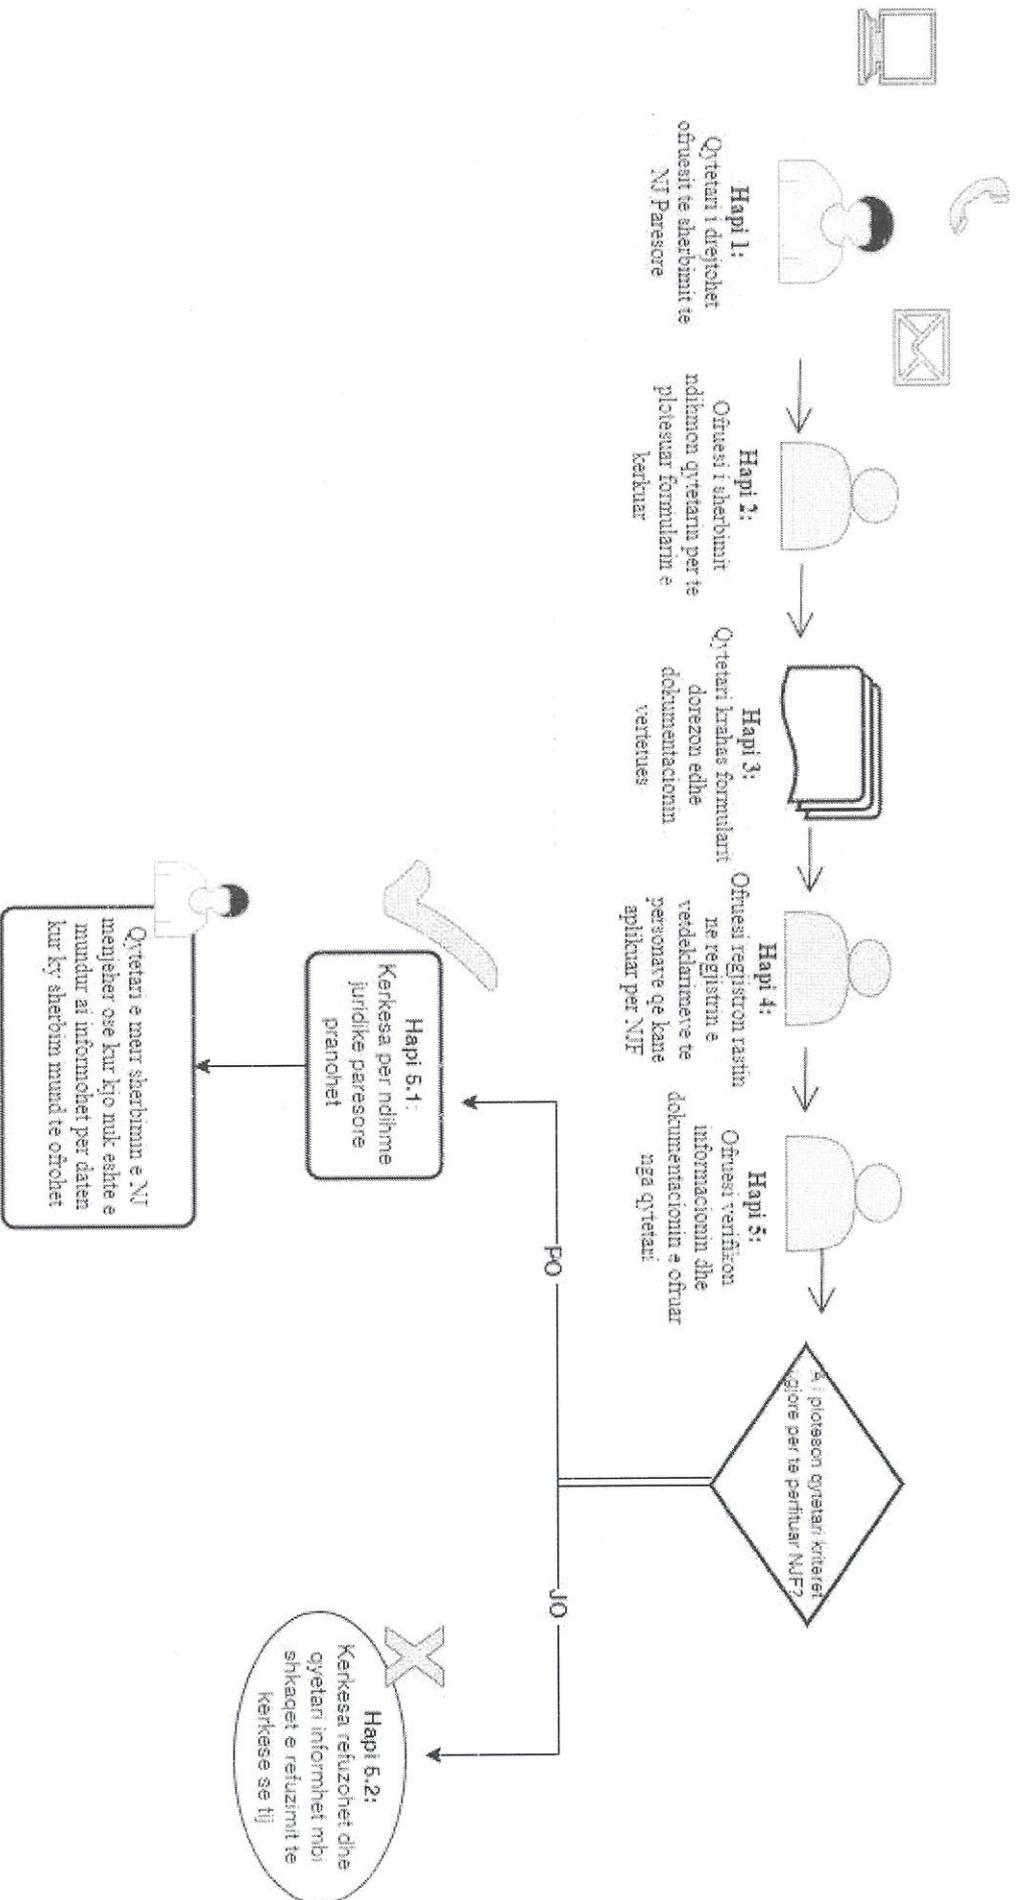 Hapi 1:
Qytetari i drejtohet
ofruesit te sherbimit te
NJ Paresore
Hapi 2:
Ofruesi i sherbimit
ndihmon qytetarin per te
plotesuar formularin e
kerkuar
Hapi 3:
Qytetari krahas formularit
dorezon edhe
dokumentacionin
vertetues
Hapi 4:
Ofruesi regjistron rastin
ne regjistrin e
vetdeklarimeve te
personave qe kane
aplikuar per NJF
Hapi 5:
Ofruesi verifikon
informacionin dhe
dokumentacionin e ofruar
nga qytetari
A i ploteson qytetari kriteret
ligjore per te perfituar NJF?
PO
JO
Hapi 5.1:
Kerkesa per ndihme
juridike paresore
pranohet
Qytetari e merr sherbimin e NJ
menjeher ose kur kjo nuk eshte e
mundur ai informohet per daten
kur ky sherbim mund te ofrohet
Hapi 5.2:
Kerkesa refuzohet dhe
qyetari informhet mbi
shkaqet e refuzimit te
kerkese se tij